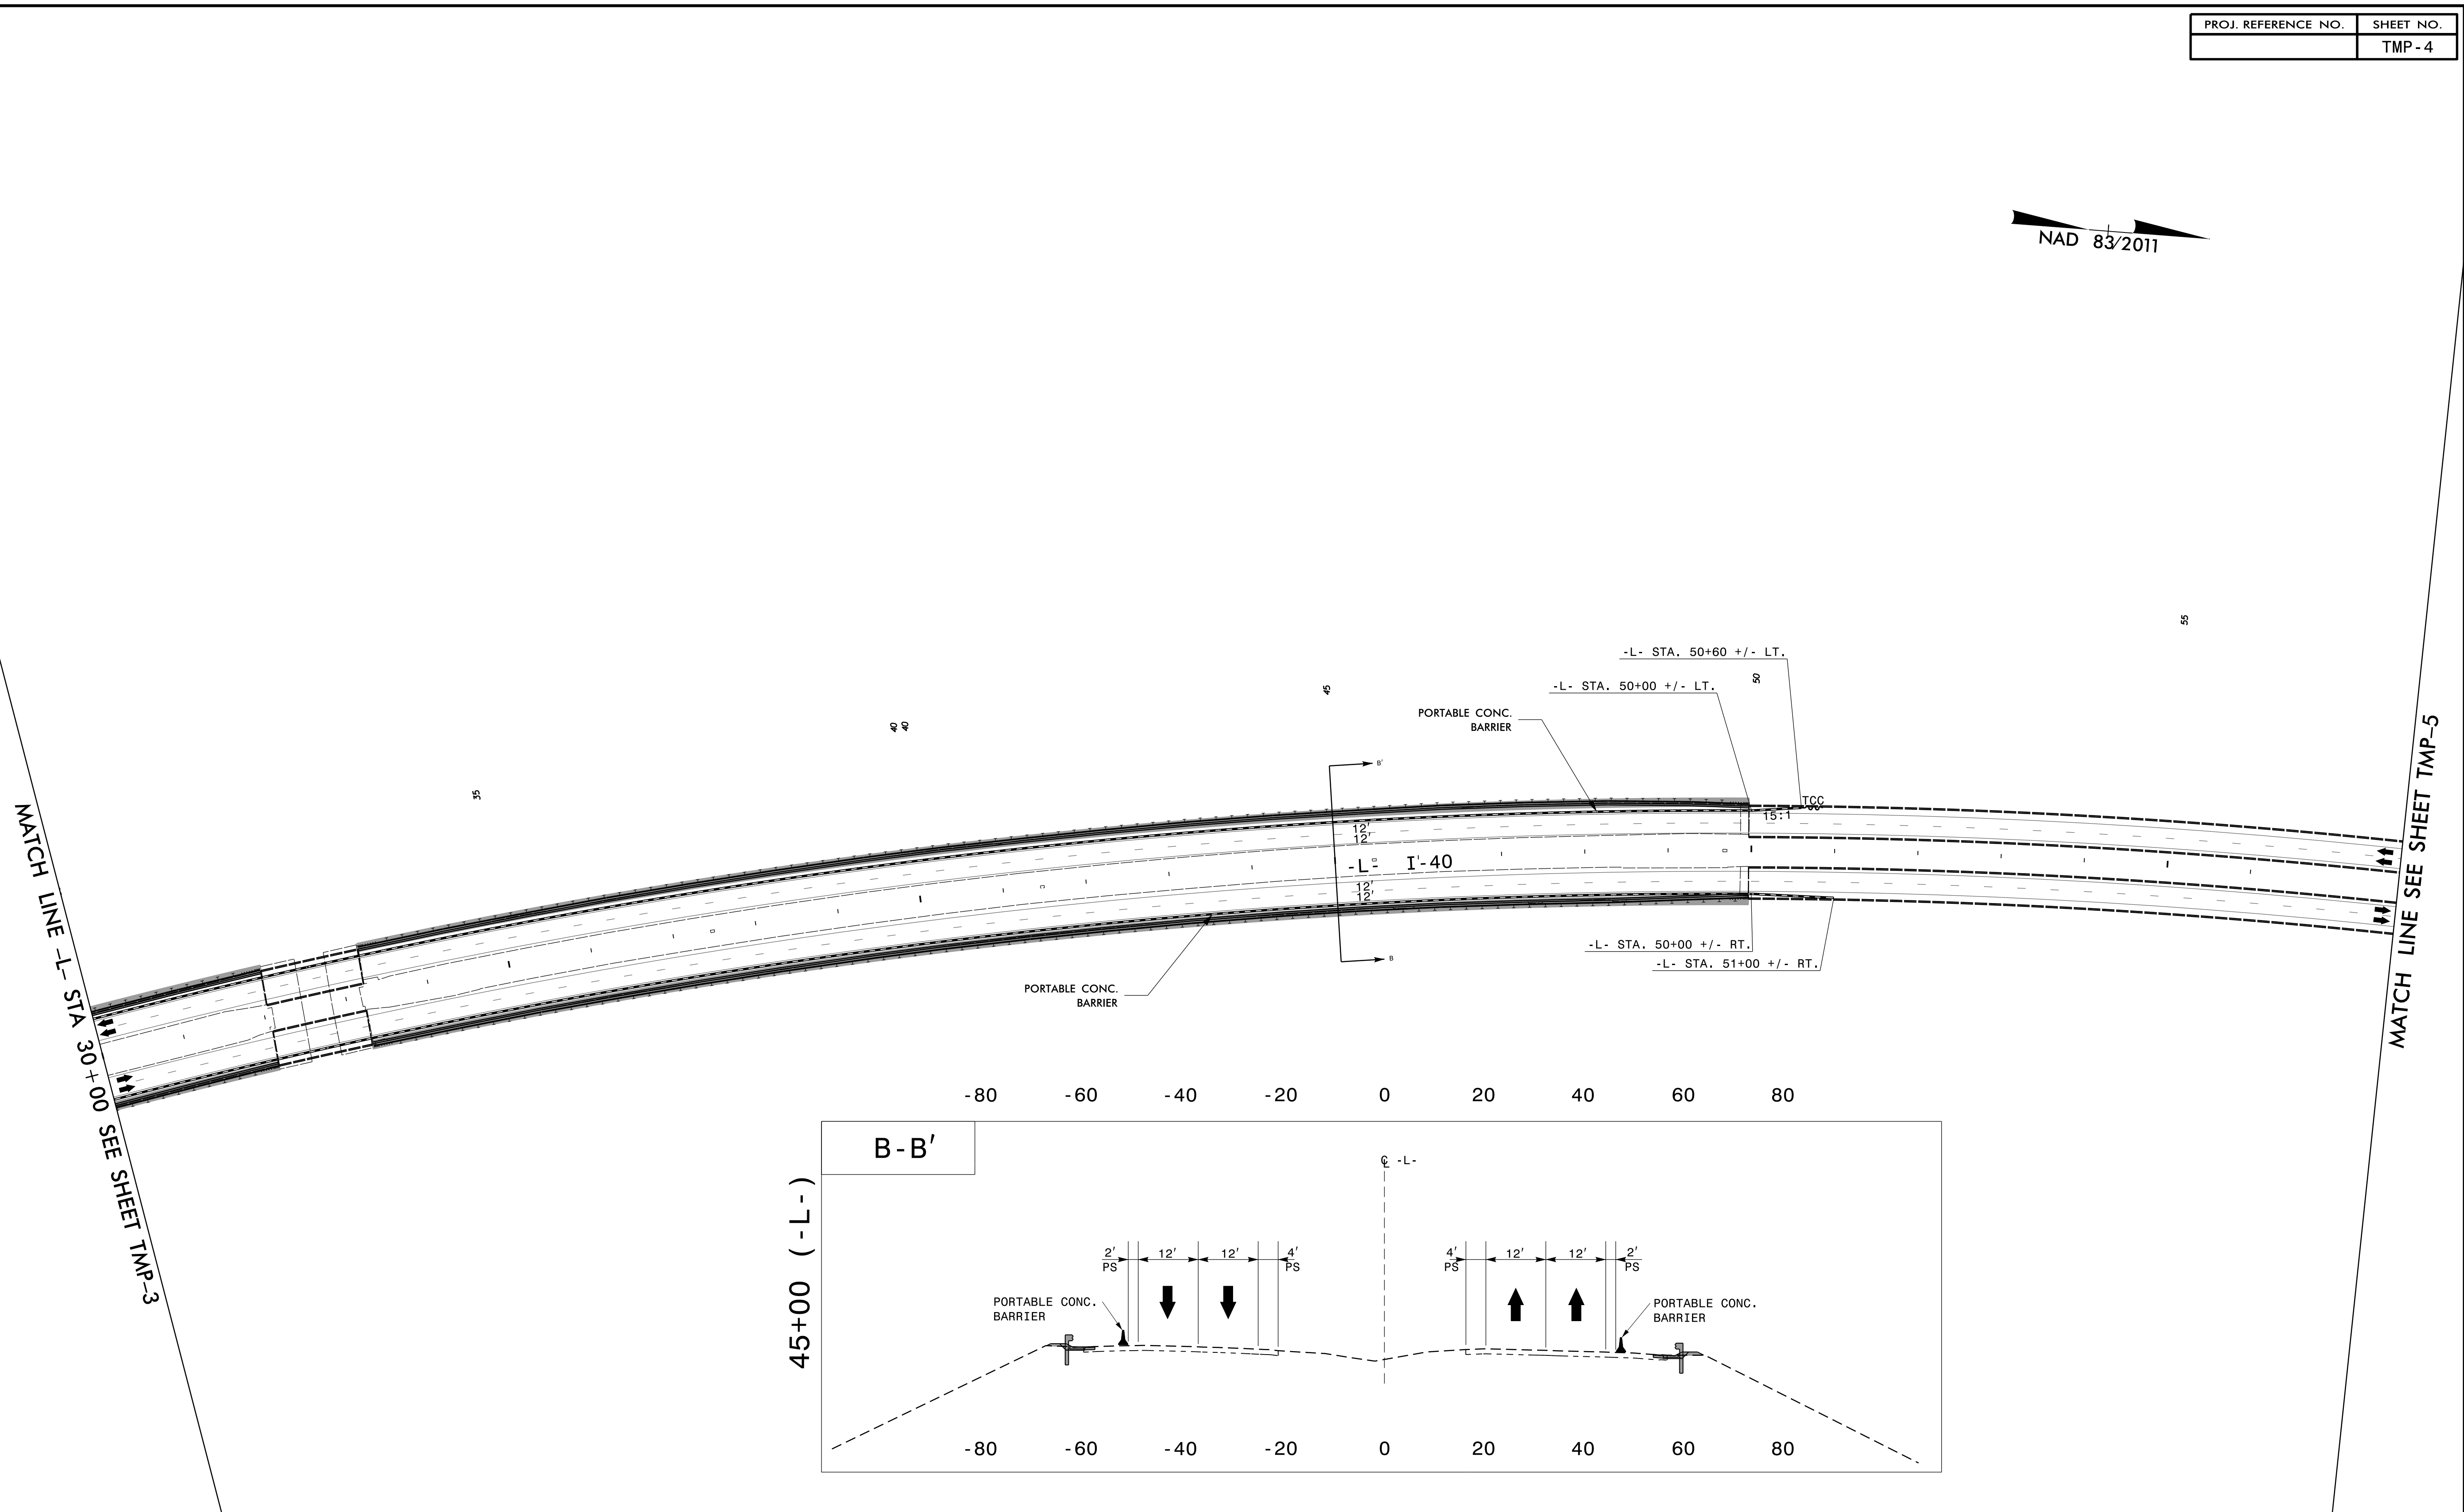 PROJ. REFERENCE NO. SHEET NO.
TMP-4
NAD 83/2011
55
-L- STA. 50+60 +/- LT.
50
-L- STA. 50+00 +/- LT.
45
PORTABLE CONC.
BARRIER
40
40
35
B'
TCC
15:1
12'
12'
-L- I-40
12'
12'
B
-L- STA. 50+00 +/- RT.
-L- STA. 51+00 +/- RT.
PORTABLE CONC.
BARRIER
MATCH LINE -L- STA 30+00 SEE SHEET TMP-3
MATCH LINE SEE SHEET TMP-5
-80 -60 -40 -20 0 20 40 60 80
B-B'
℄ -L-
45+00 (-L-)
2' 12' 12' 4' 4' 12' 12' 2'
PS PS PS PS
PORTABLE CONC.
BARRIER
PORTABLE CONC.
BARRIER
-80 -60 -40 -20 0 20 40 60 80